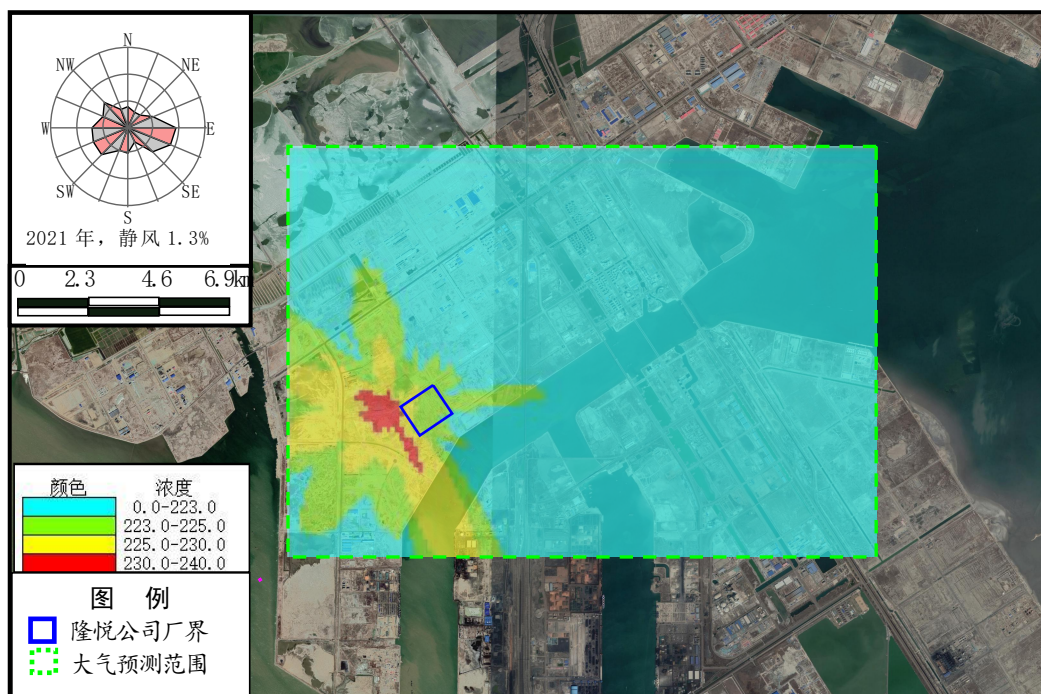 N
NW NE
W E
SW SE
S
2021 年，静风 1.3%
0 2.3 4.6 6.9km
颜色 浓度
0.0-223.0
223.0-225.0
225.0-230.0
230.0-240.0
图 例
隆悦公司厂界
大气预测范围